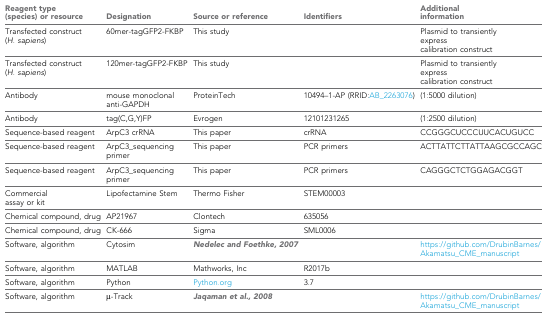 Reagent type (species) or resource | Designation | Source or reference | Identifiers | Additional information
Transfected construct (H. sapiens) | 60mer-tagGFP2-FKBP | This study | | Plasmid to transiently express calibration construct
Transfected construct (H. sapiens) | 120mer-tagGFP2-FKBP | This study | | Plasmid to transiently express calibration construct
Antibody | mouse monoclonal anti-GAPDH | ProteinTech | 10494–1-AP (RRID:AB_2263076) | (1:5000 dilution)
Antibody | tag(C,G,Y)FP | Evrogen | 12101231265 | (1:2500 dilution)
Sequence-based reagent | ArpC3 crRNA | This paper | crRNA | CCGGGCUCCCUUCACUGUCC
Sequence-based reagent | ArpC3_sequencing primer | This paper | PCR primers | ACTTATTCTTATTAAGCGCCAGC
Sequence-based reagent | ArpC3_sequencing primer | This paper | PCR primers | CAGGGCTCTGGAGACGGT
Commercial assay or kit | Lipofectamine Stem | Thermo Fisher | STEM00003
Chemical compound, drug | AP21967 | Clontech | 635056
Chemical compound, drug | CK-666 | Sigma | SML0006
Software, algorithm | Cytosim | Nedelec and Foethke, 2007 | | https://github.com/DrubinBarnes/Akamatsu_CME_manuscript
Software, algorithm | MATLAB | Mathworks, Inc | R2017b
Software, algorithm | Python | Python.org | 3.7
Software, algorithm | μ-Track | Jaqaman et al., 2008 | | https://github.com/DrubinBarnes/Akamatsu_CME_manuscript